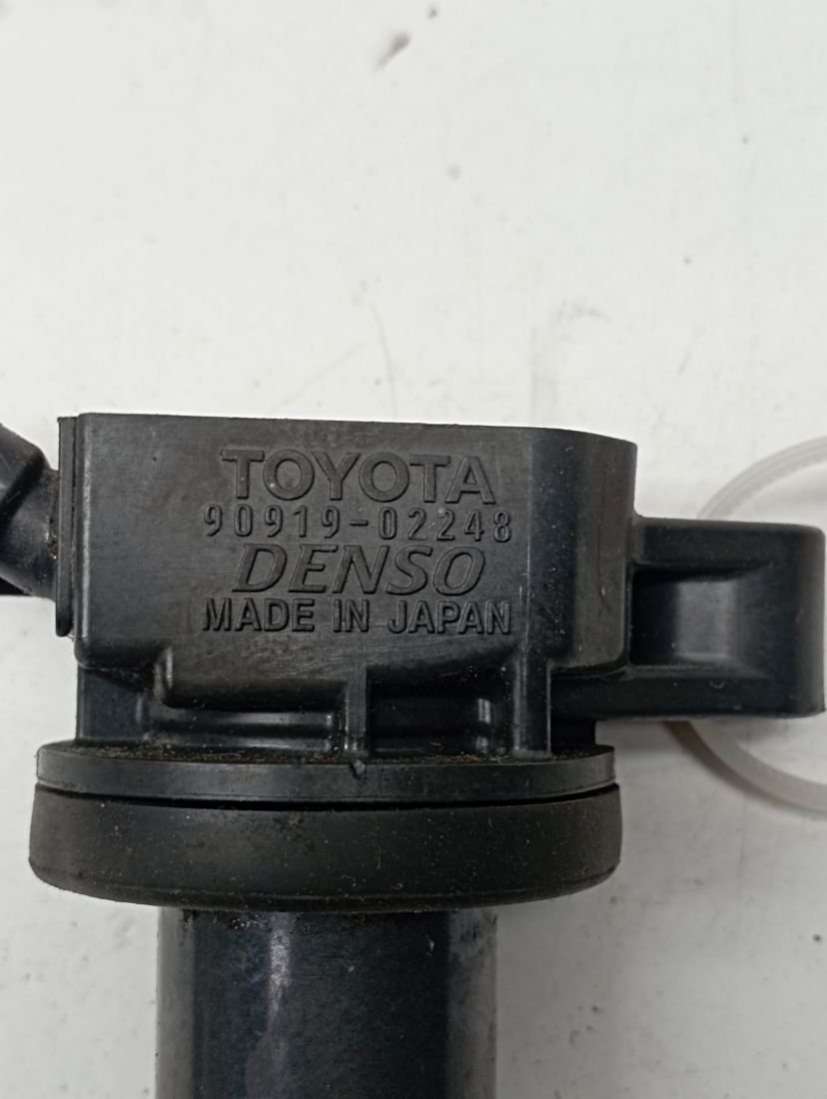 TOYOTA
90919-02248
DENSO
MADE IN JAPAN